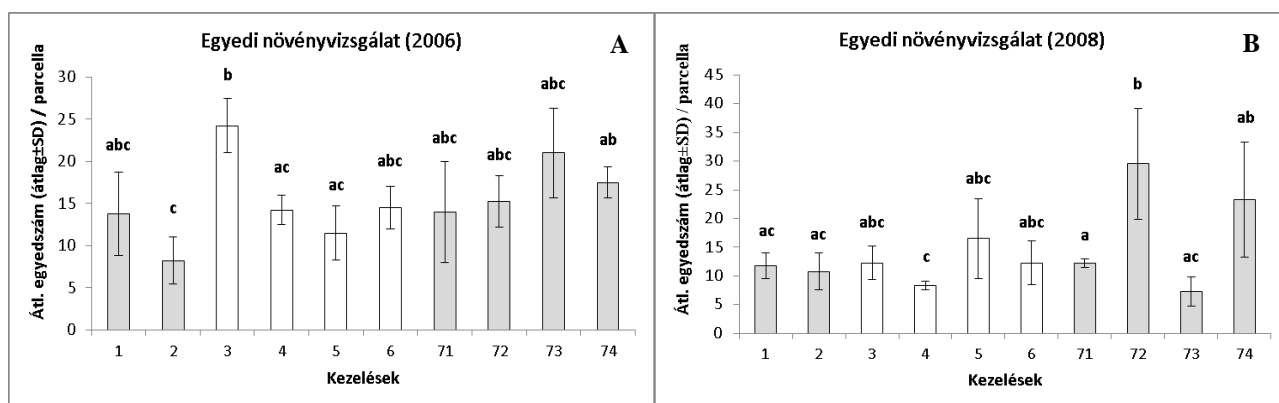 Egyedi növényvizsgálat (2006)
A
Átl. egyedszám (átlag±SD) / parcella
30
25
20
15
10
5
0
abc
c
b
ac
ac
abc
abc
abc
abc
ab
1 2 3 4 5 6 71 72 73 74
Kezelések
Egyedi növényvizsgálat (2008)
B
Átl. egyedszám (átlag±SD) / parcella
45
40
35
30
25
20
15
10
5
0
ac
ac
abc
c
abc
abc
a
b
ac
ab
1 2 3 4 5 6 71 72 73 74
Kezelések